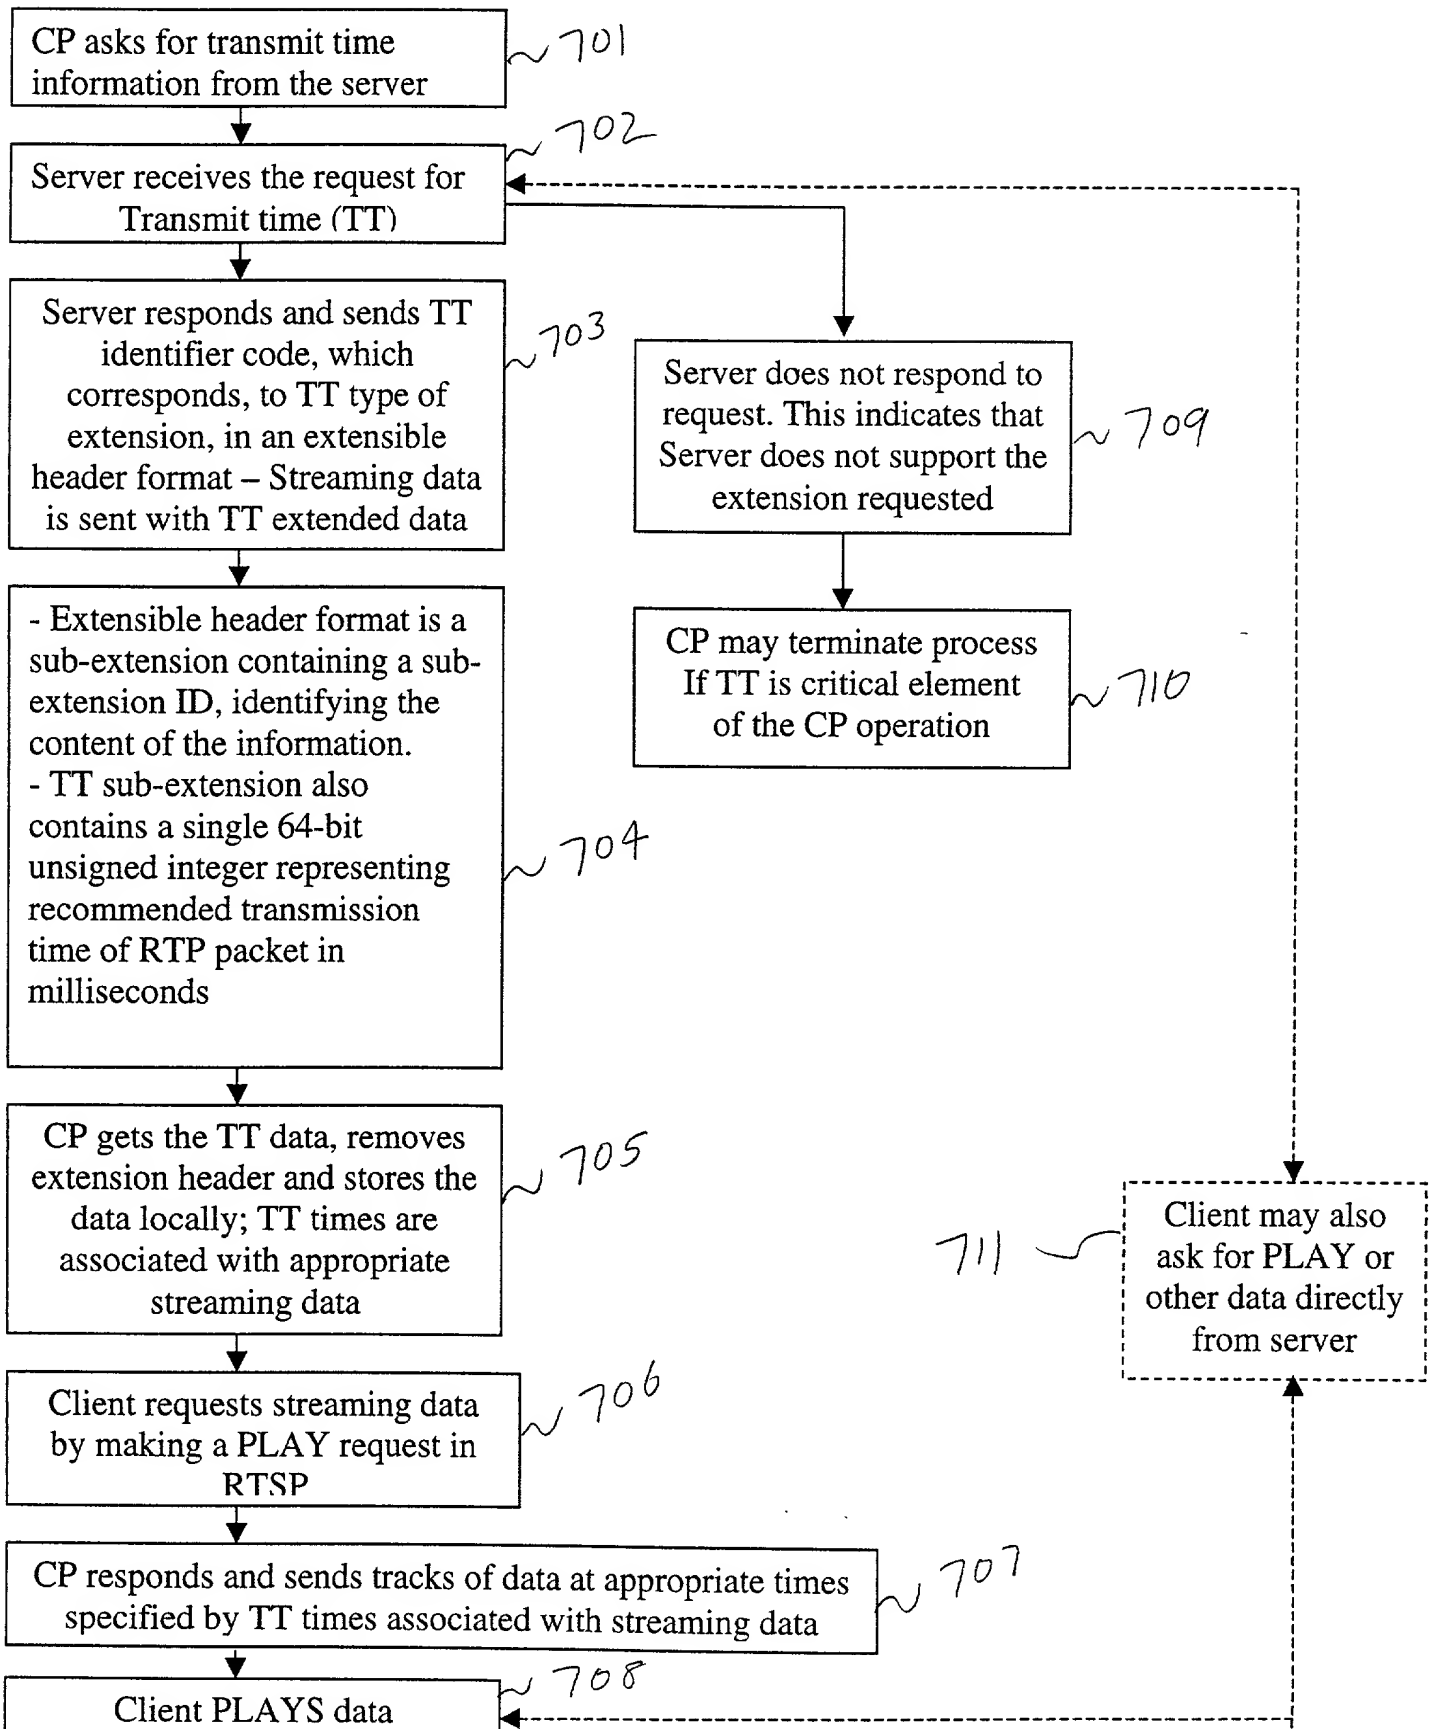 CP asks for transmit time
information from the server
701
702
Server receives the request for
Transmit time (TT)
Server responds and sends TT
identifier code, which
corresponds, to TT type of
extension, in an extensible
header format – Streaming data
is sent with TT extended data
703
Server does not respond to
request. This indicates that
Server does not support the
extension requested
709
- Extensible header format is a
sub-extension containing a sub-
extension ID, identifying the
content of the information.
- TT sub-extension also
contains a single 64-bit
unsigned integer representing
recommended transmission
time of RTP packet in
milliseconds
704
CP may terminate process
If TT is critical element
of the CP operation
710
CP gets the TT data, removes
extension header and stores the
data locally; TT times are
associated with appropriate
streaming data
705
711
Client may also
ask for PLAY or
other data directly
from server
Client requests streaming data
by making a PLAY request in
RTSP
706
CP responds and sends tracks of data at appropriate times
specified by TT times associated with streaming data
707
708
Client PLAYS data